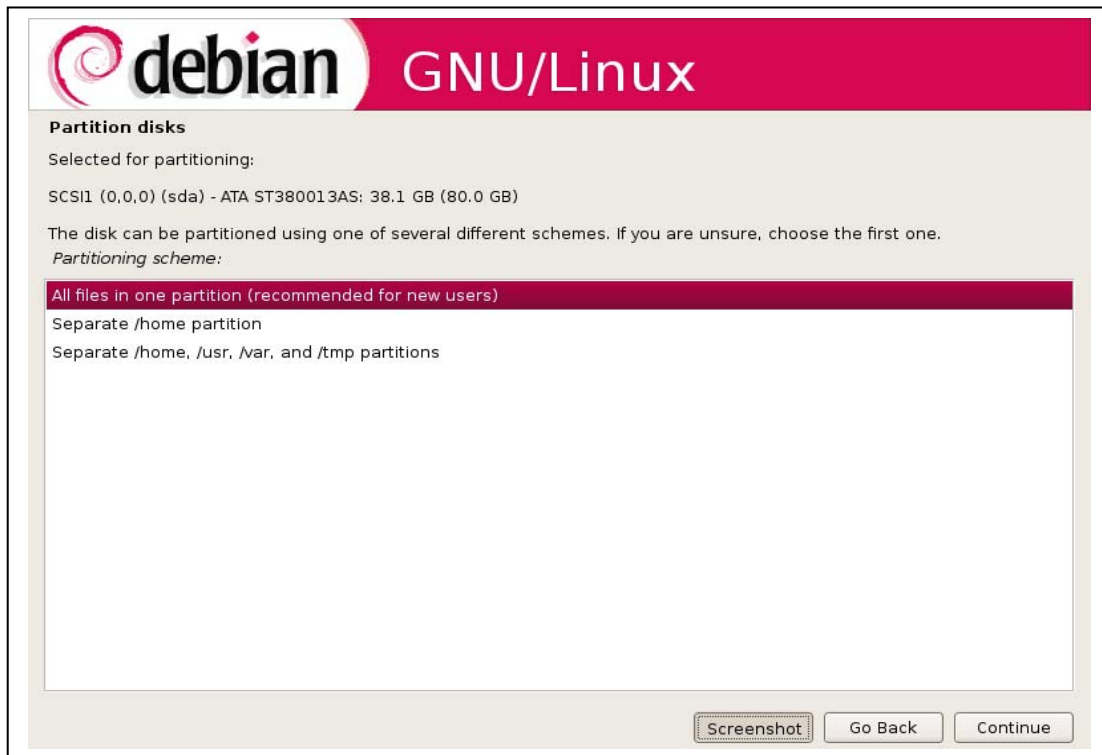 debian GNU/Linux
Partition disks
Selected for partitioning:
SCSI1 (0,0,0) (sda) - ATA ST380013AS: 38.1 GB (80.0 GB)
The disk can be partitioned using one of several different schemes. If you are unsure, choose the first one.
Partitioning scheme:
All files in one partition (recommended for new users)
Separate /home partition
Separate /home, /usr, /var, and /tmp partitions
Screenshot Go Back Continue